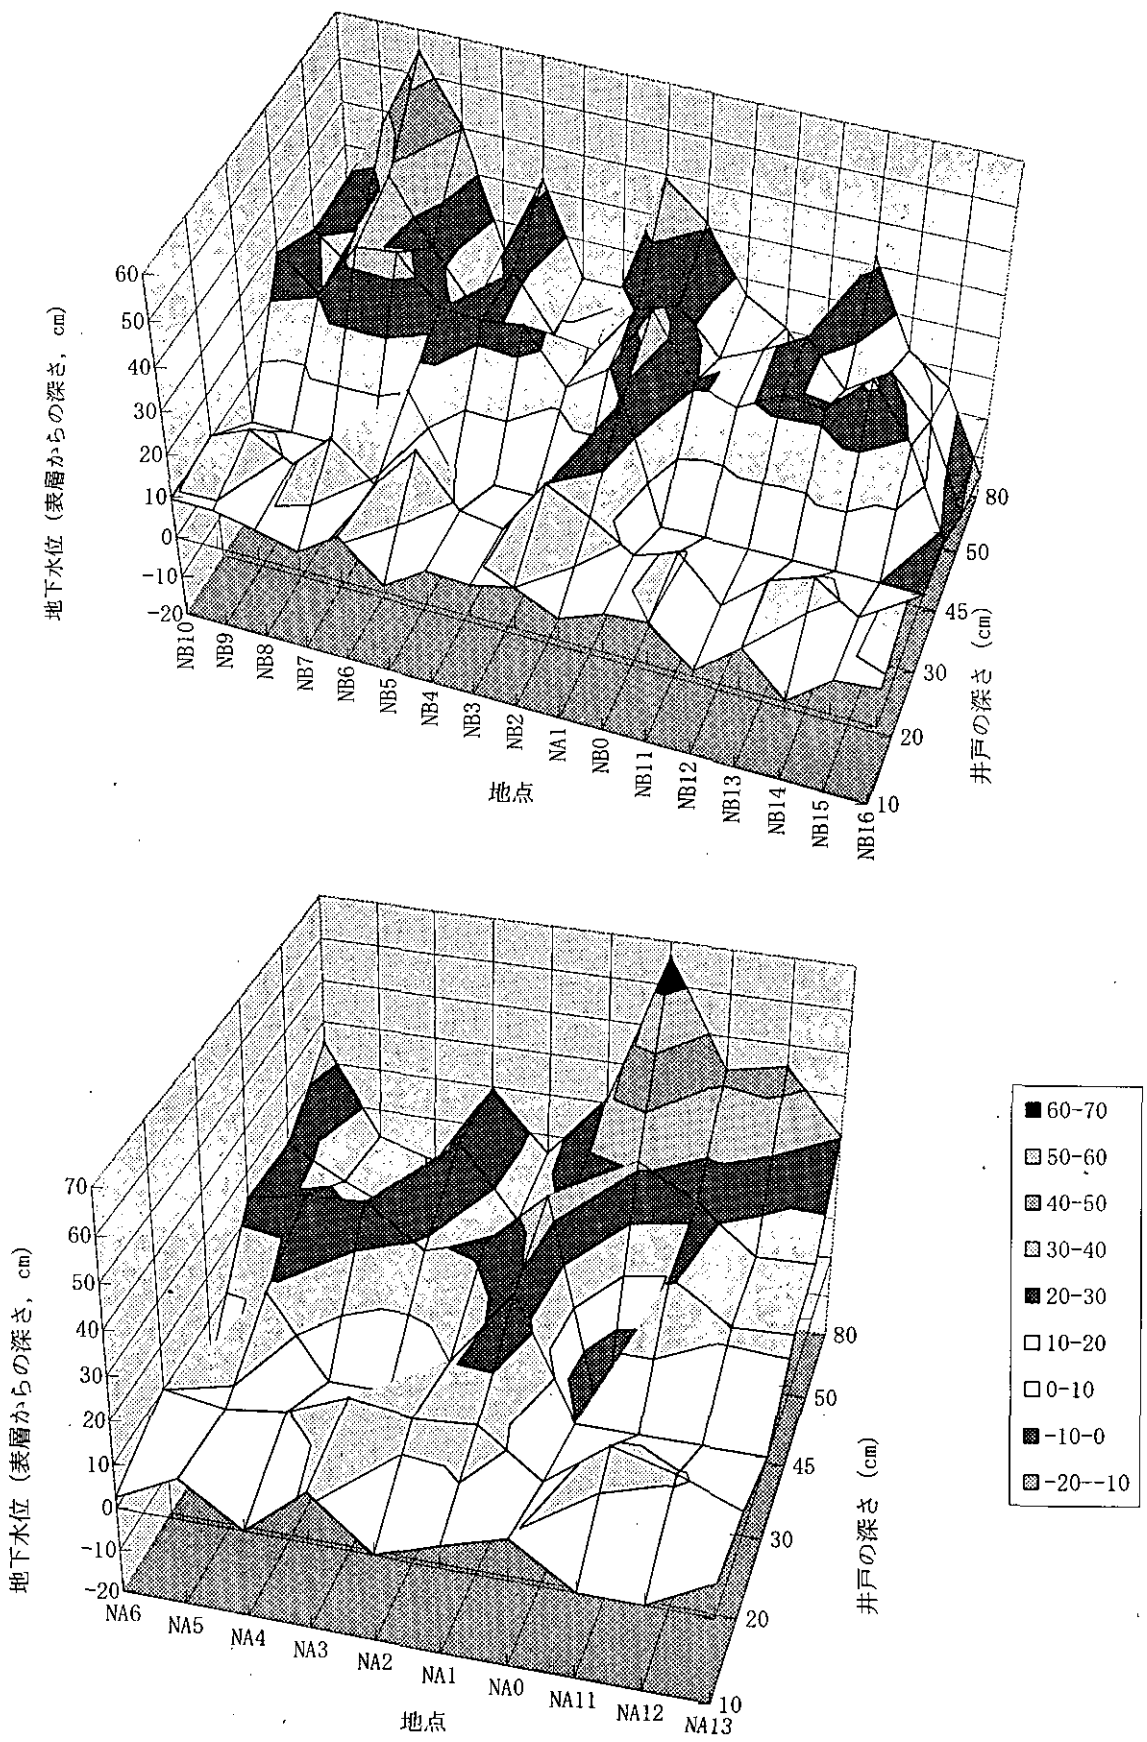 60
50
40
30
20
10
0
-10
-20
地下水位 (表層からの深さ, cm)
NB10
NB9
NB8
NB7
NB6
NB5
NB4
NB3
NB2
NA1
NB0
NB11
NB12
NB13
NB14
NB15
NB16
地点
80
50
45
30
20
10
井戸の深さ (cm)
70
60
50
40
30
20
10
0
-10
-20
地下水位 (表層からの深さ, cm)
NA6
NA5
NA4
NA3
NA2
NA1
NA0
NA11
NA12
NA13
地点
80
50
45
30
20
10
井戸の深さ (cm)
60-70
50-60
40-50
30-40
20-30
10-20
0-10
-10-0
-20--10